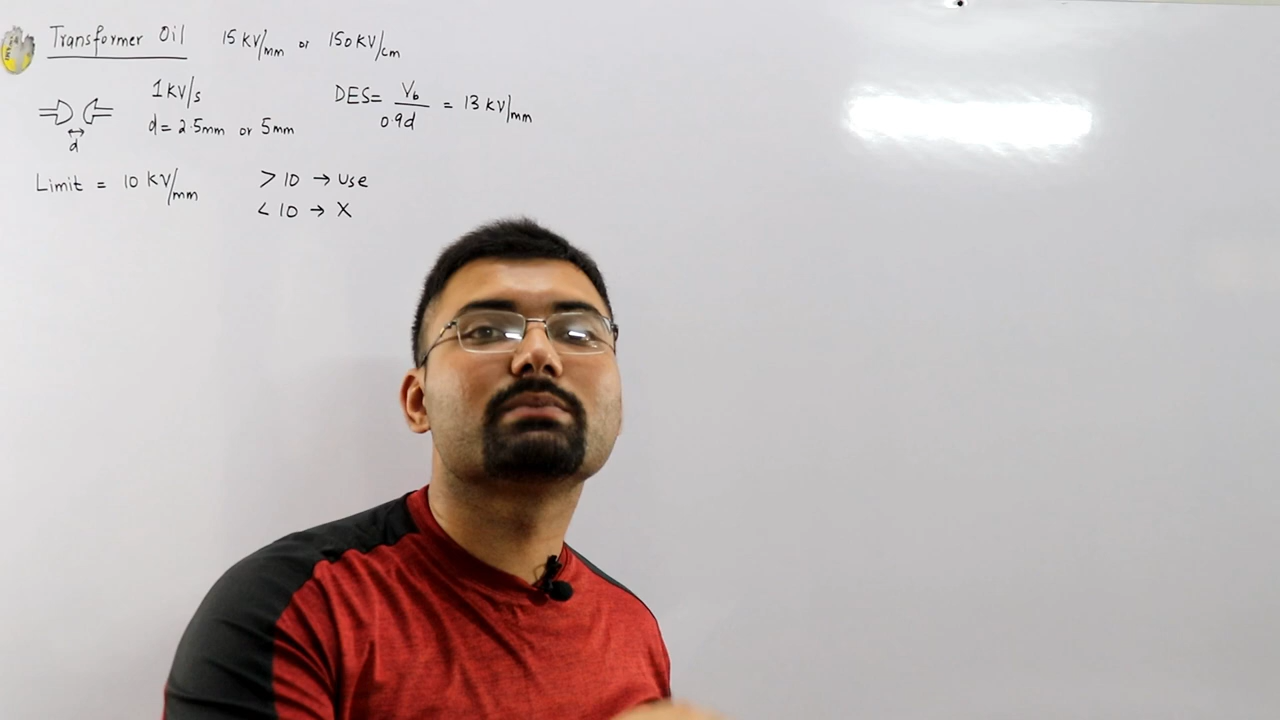 Transformer Oil 15 KV/mm or 150 KV/cm
1 KV/s
d = 2.5mm or 5mm
d
DES = Vb/0.9d = 13 KV/mm
Limit = 10 KV/mm
> 10 → use
< 10 → X